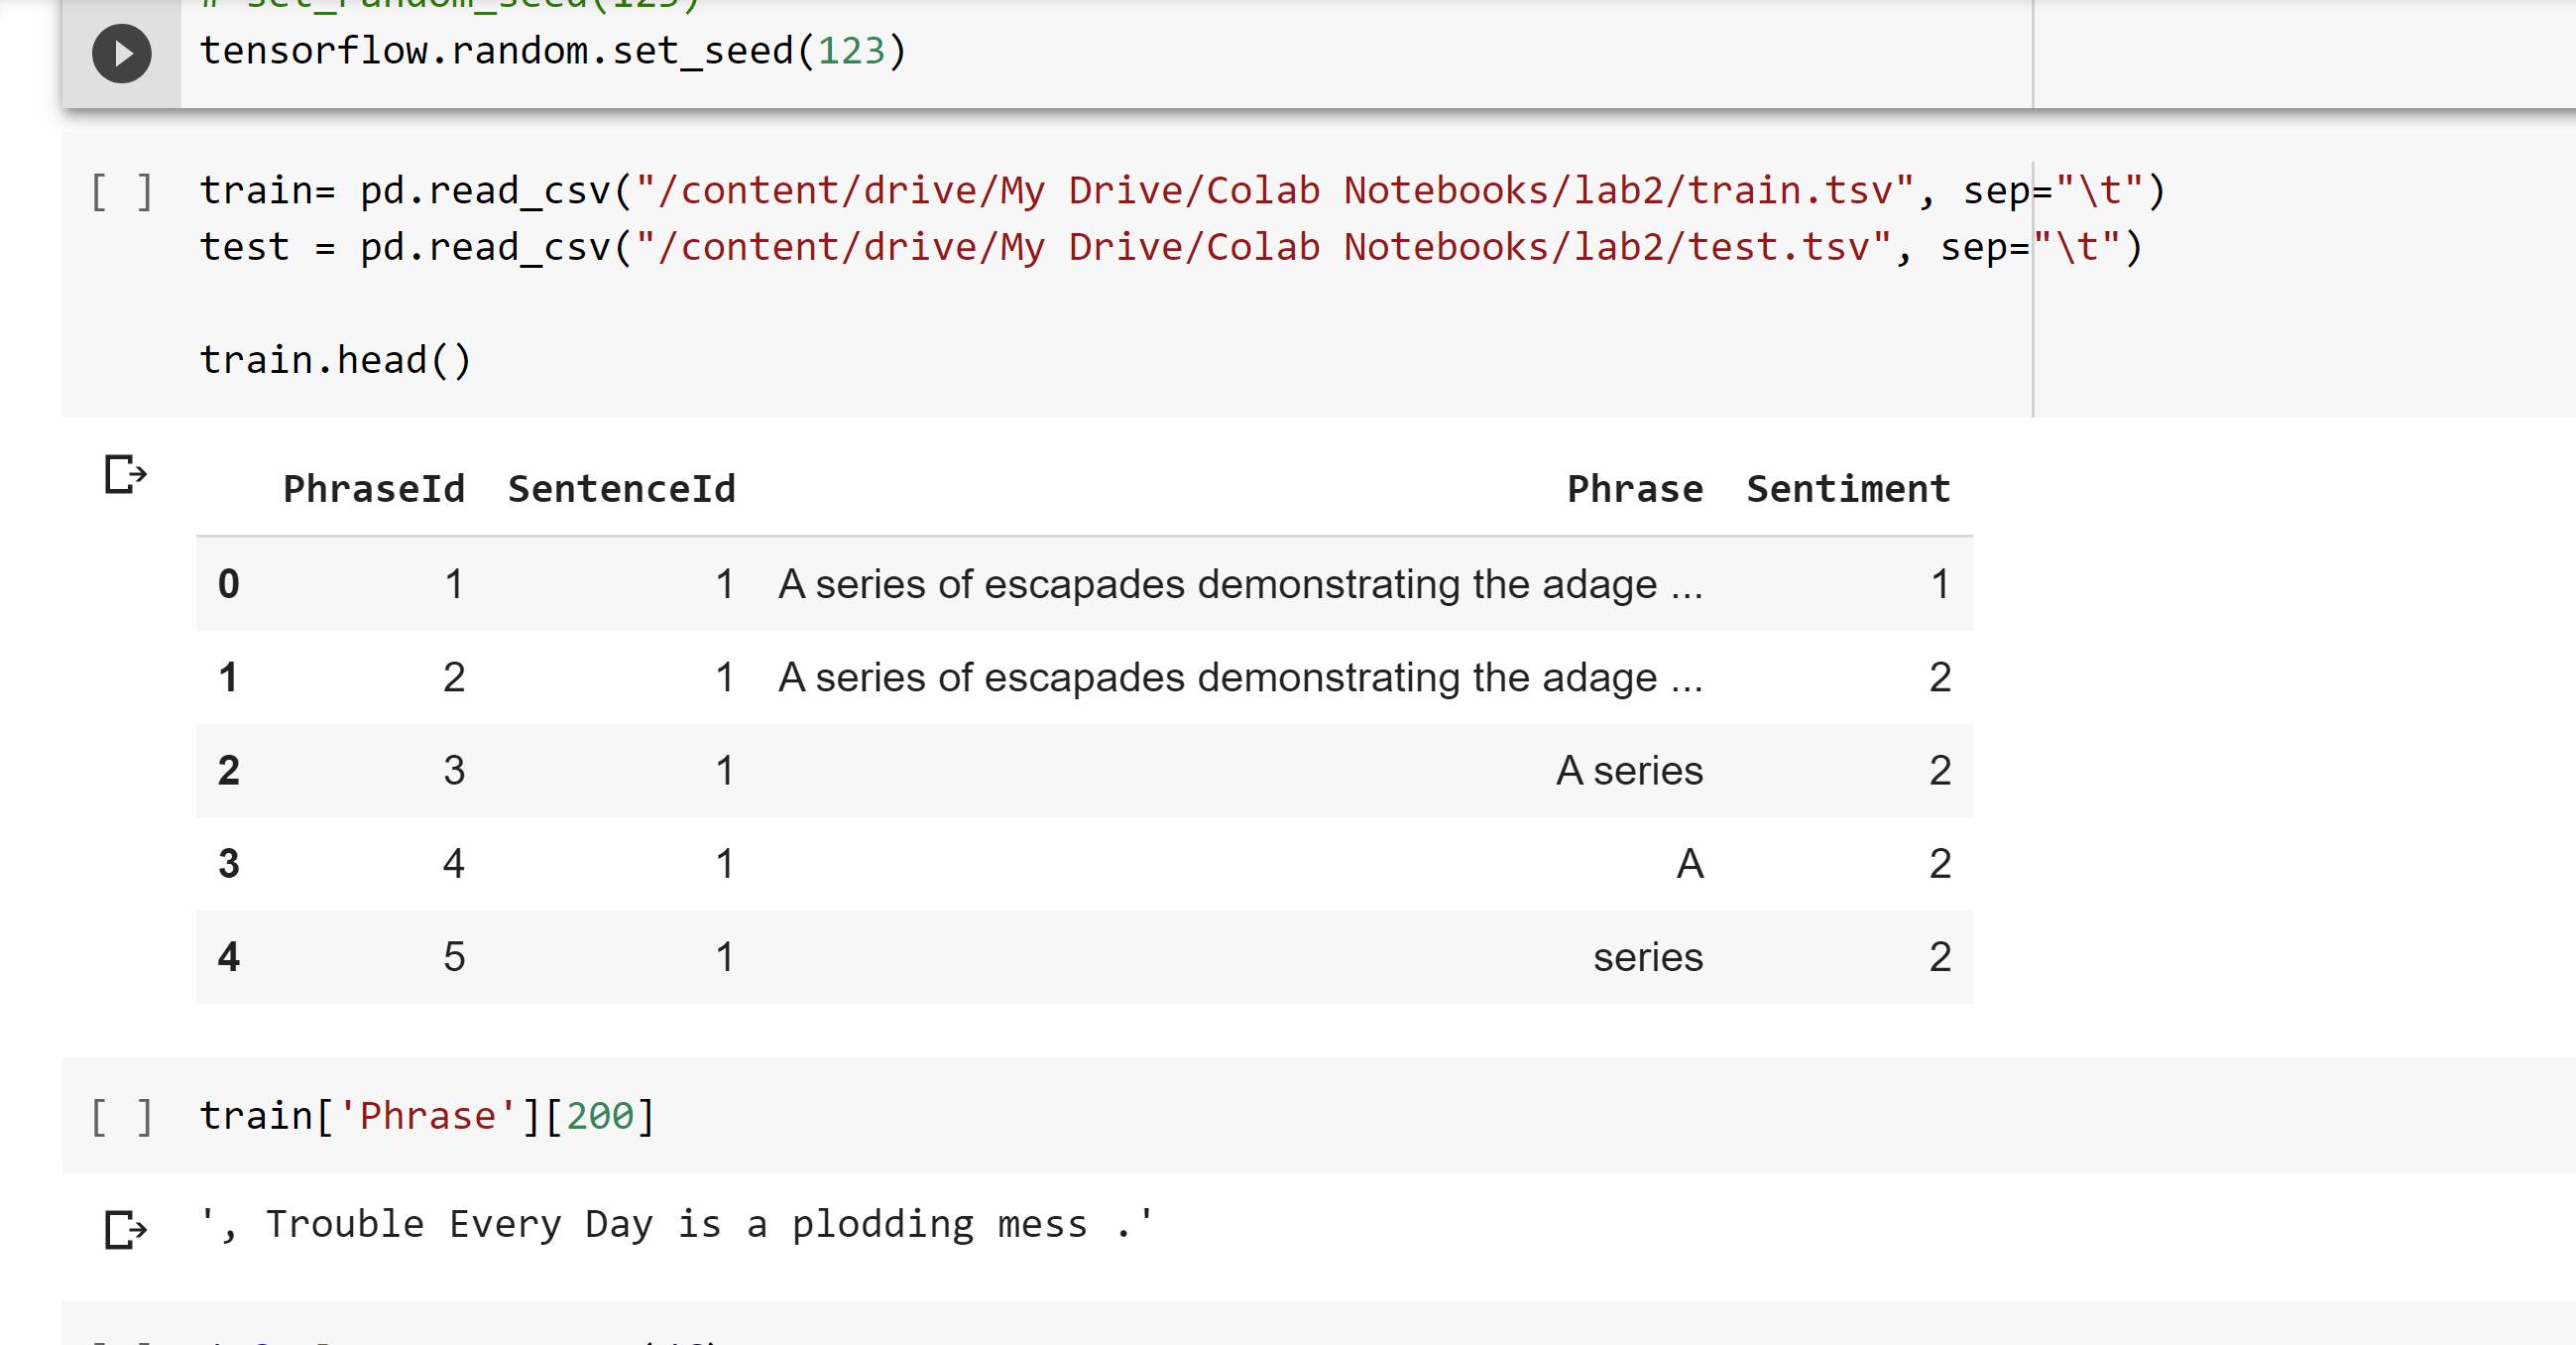 # set_random_seed(123)
tensorflow.random.set_seed(123)
[ ] train= pd.read_csv("/content/drive/My Drive/Colab Notebooks/lab2/train.tsv", sep="\t")
test = pd.read_csv("/content/drive/My Drive/Colab Notebooks/lab2/test.tsv", sep="\t")
train.head()
PhraseId SentenceId Phrase Sentiment
0 1 1 A series of escapades demonstrating the adage ... 1
1 2 1 A series of escapades demonstrating the adage ... 2
2 3 1 A series 2
3 4 1 A 2
4 5 1 series 2
[ ] train['Phrase'][200]
', Trouble Every Day is a plodding mess .'
[ ]